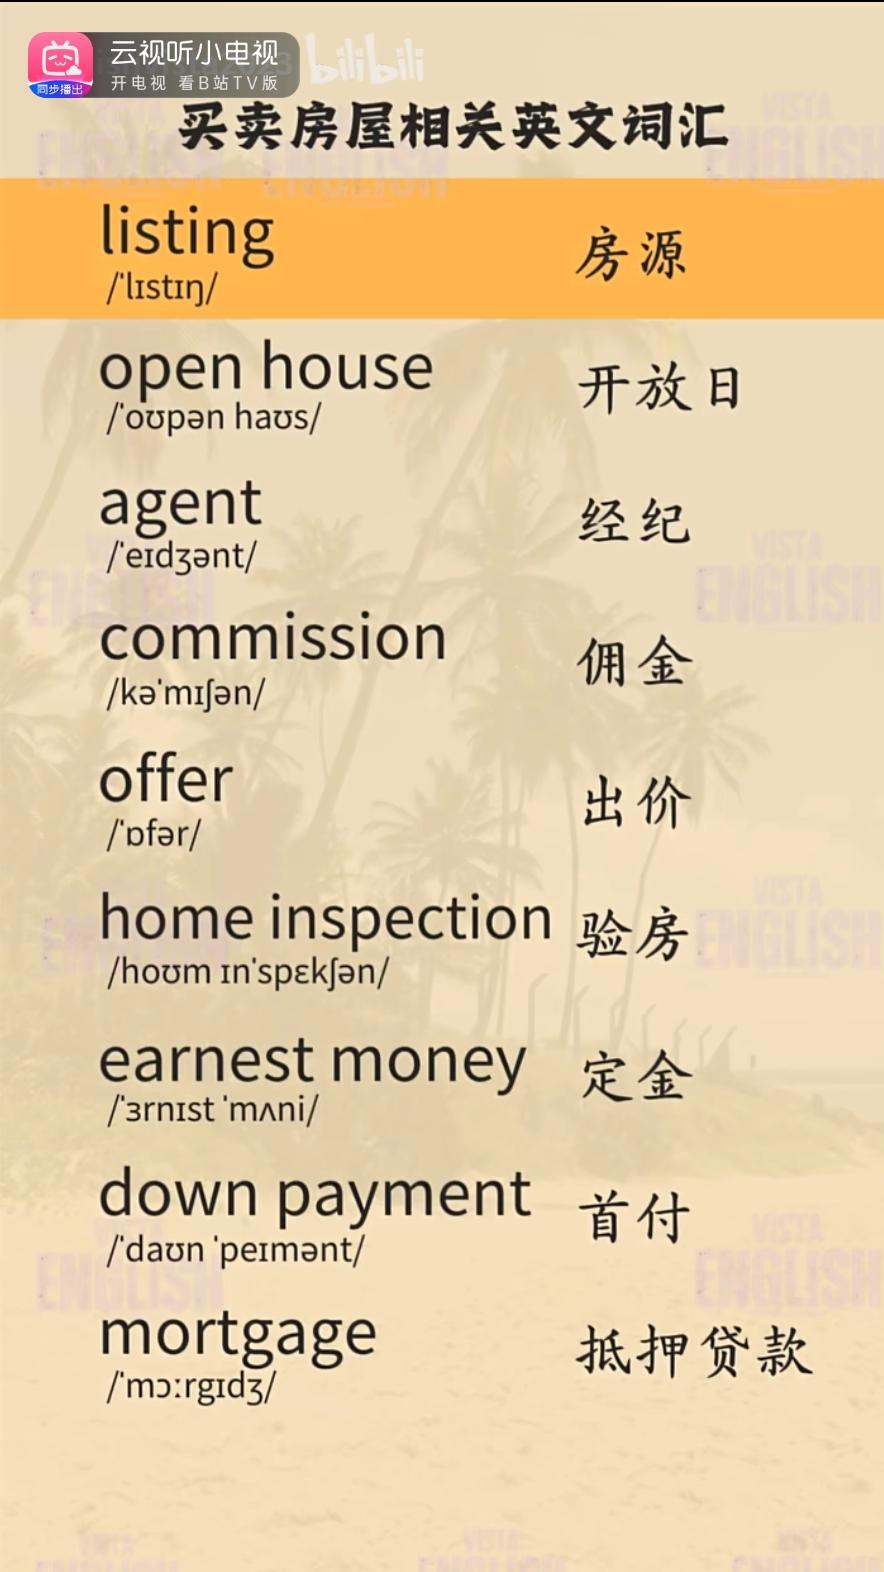 云视听小电视
同步播出
开电视 看B站TV版
bilibili
买卖房屋相关英文词汇
listing
/ˈlɪstɪŋ/
房源
open house
/ˈoʊpən haʊs/
开放日
agent
/ˈeɪdʒənt/
经纪
commission
/kəˈmɪʃən/
佣金
offer
/ˈɒfər/
出价
home inspection
/hoʊm ɪnˈspɛkʃən/
验房
earnest money
/ˈɜrnɪst ˈmʌni/
定金
down payment
/ˈdaʊn ˈpeɪmənt/
首付
mortgage
/ˈmɔːrgɪdʒ/
抵押贷款
VISTA
ENGLISH